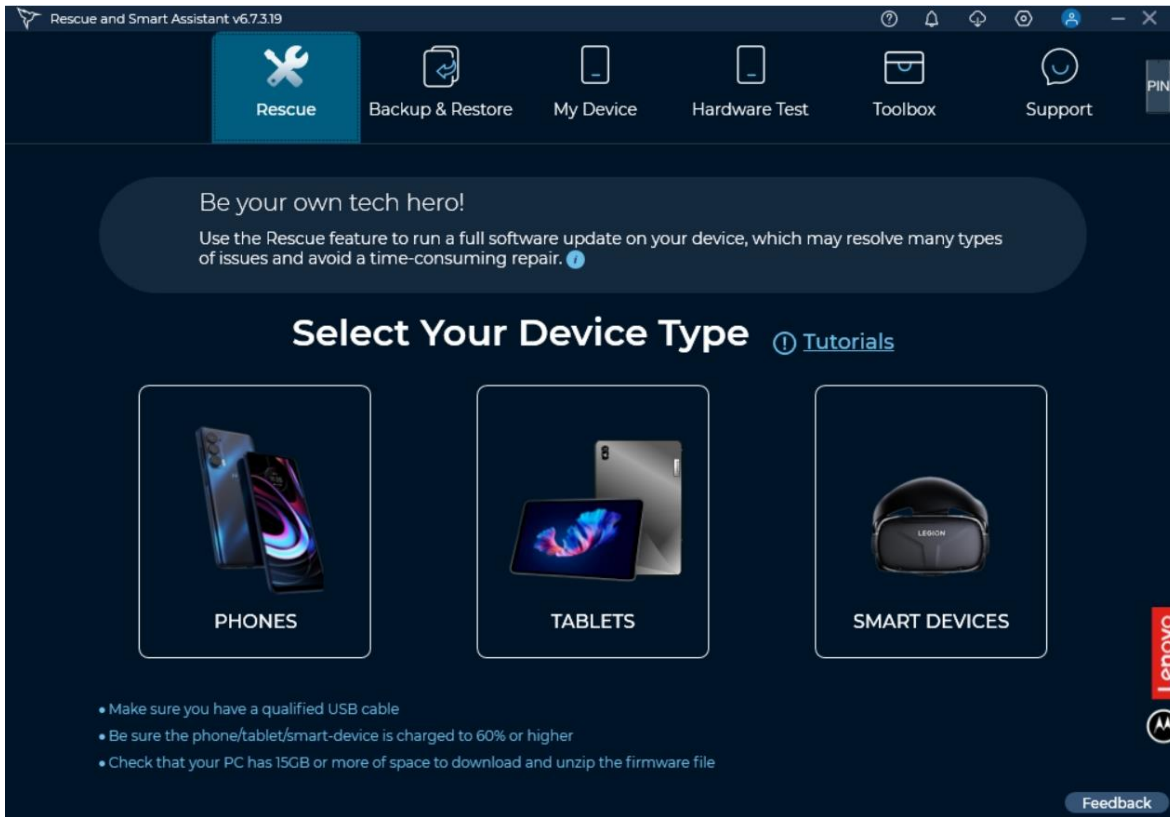 Rescue and Smart Assistant v6.7.3.19
Rescue
Backup & Restore
My Device
Hardware Test
Toolbox
Support
PIN
Be your own tech hero!
Use the Rescue feature to run a full software update on your device, which may resolve many types
of issues and avoid a time-consuming repair.
Select Your Device Type
Tutorials
LEGION
PHONES
TABLETS
SMART DEVICES
Lenovo
• Make sure you have a qualified USB cable
• Be sure the phone/tablet/smart-device is charged to 60% or higher
• Check that your PC has 15GB or more of space to download and unzip the firmware file
Feedback